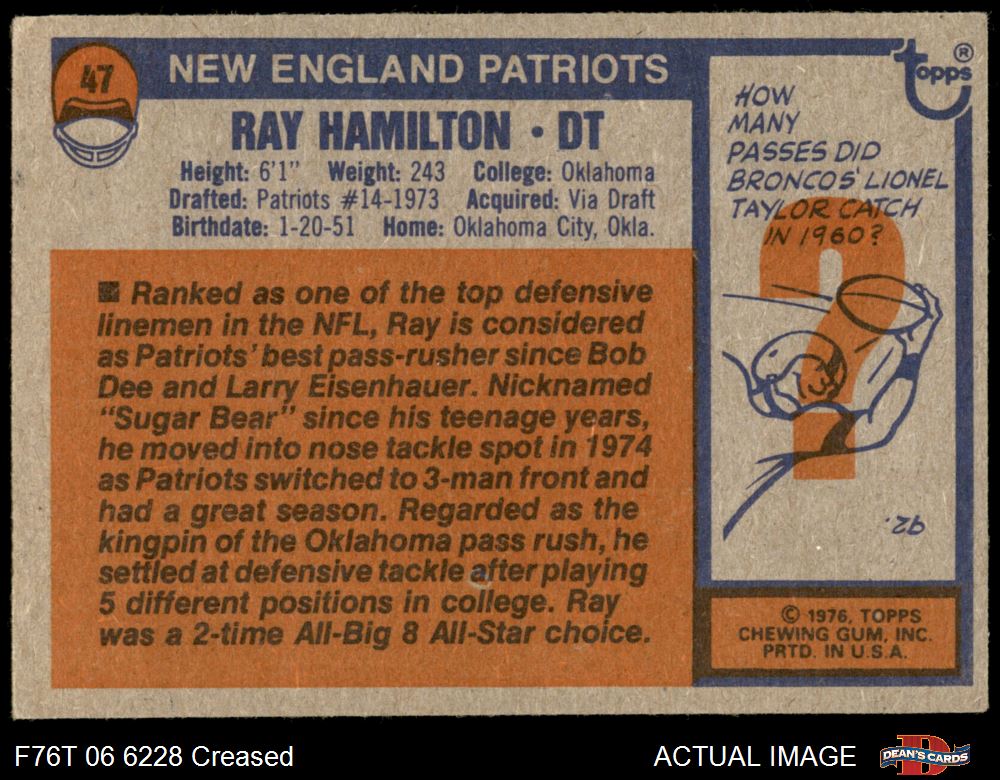 47
NEW ENGLAND PATRIOTS
RAY HAMILTON • DT
Height: 6'1" Weight: 243 College: Oklahoma
Drafted: Patriots #14-1973 Acquired: Via Draft
Birthdate: 1-20-51 Home: Oklahoma City, Okla.
■ Ranked as one of the top defensive
linemen in the NFL, Ray is considered
as Patriots' best pass-rusher since Bob
Dee and Larry Eisenhauer. Nicknamed
"Sugar Bear" since his teenage years,
he moved into nose tackle spot in 1974
as Patriots switched to 3-man front and
had a great season. Regarded as the
kingpin of the Oklahoma pass rush, he
settled at defensive tackle after playing
5 different positions in college. Ray
was a 2-time All-Big 8 All-Star choice.
Topps®
HOW
MANY
PASSES DID
BRONCOS' LIONEL
TAYLOR CATCH
IN 1960?
?
92.
© 1976, TOPPS
CHEWING GUM, INC.
PRTD. IN U.S.A.
F76T 06 6228 Creased
ACTUAL IMAGE
D
DEAN'S CARDS